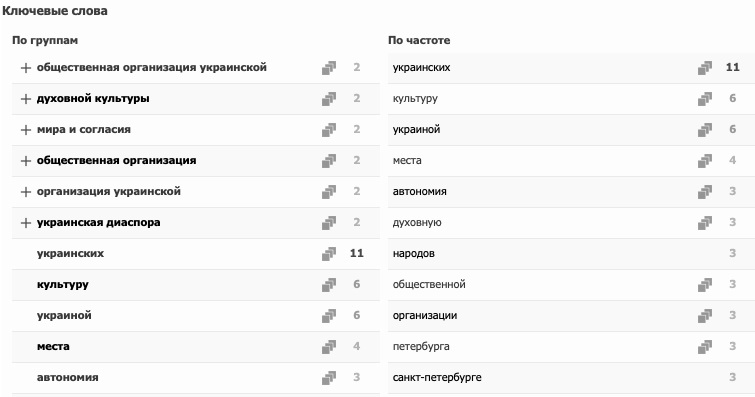 Ключевые слова
По группам
По частоте
общественная организация украинской 2
украинских 11
духовной культуры 2
культуру 6
мира и согласия 2
украиной 6
общественная организация 2
места 4
организация украинской 2
автономия 3
украинская диаспора 2
духовную 3
украинских 11
народов 3
культуру 6
общественной 3
украиной 6
организации 3
места 4
петербурга 3
автономия 3
санкт-петербурге 3